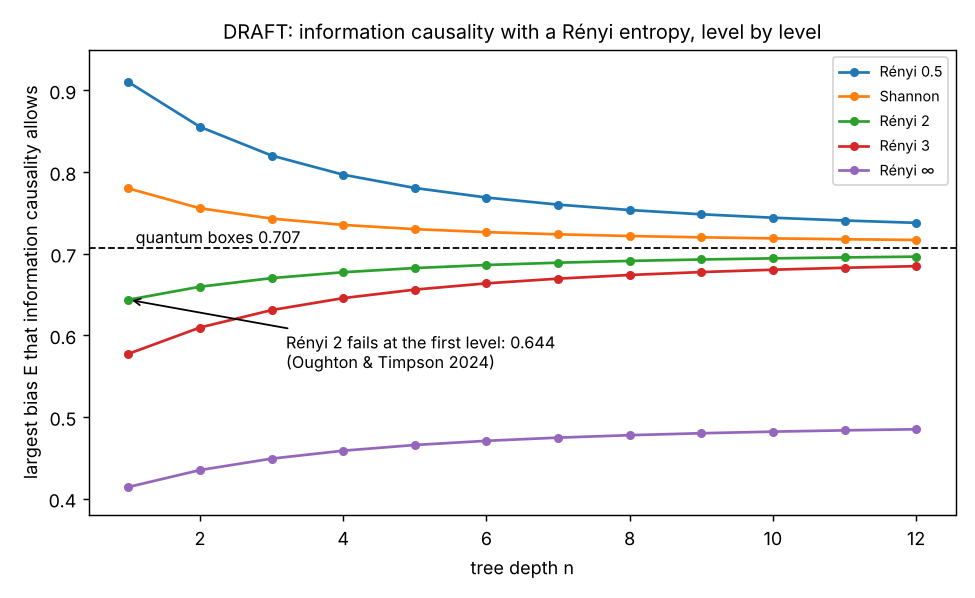 DRAFT: information causality with a Rényi entropy, level by level
largest bias E that information causality allows
0.9
0.8
0.7
0.6
0.5
0.4
Rényi 0.5
Shannon
Rényi 2
Rényi 3
Rényi ∞
quantum boxes 0.707
Rényi 2 fails at the first level: 0.644
(Oughton & Timpson 2024)
2
4
6
8
10
12
tree depth n